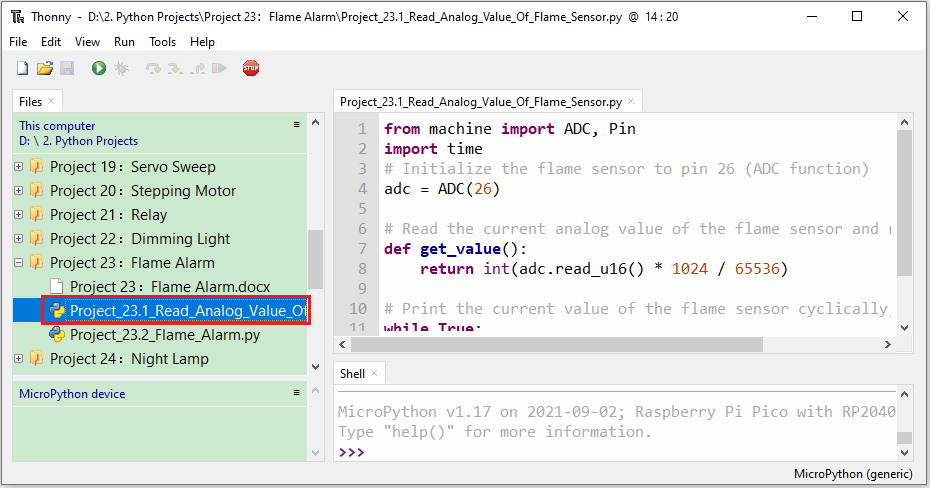 Thonny - D:\2. Python Projects\Project 23：Flame Alarm\Project_23.1_Read_Analog_Value_Of_Flame_Sensor.py @ 14 : 20
File Edit View Run Tools Help
STOP
Files
This computer
D: \ 2. Python Projects
Project 19：Servo Sweep
Project 20：Stepping Motor
Project 21：Relay
Project 22：Dimming Light
Project 23：Flame Alarm
Project 23：Flame Alarm.docx
Project_23.1_Read_Analog_Value_Of
Project_23.2_Flame_Alarm.py
Project 24：Night Lamp
MicroPython device
Project_23.1_Read_Analog_Value_Of_Flame_Sensor.py
1 from machine import ADC, Pin
2 import time
3 # Initialize the flame sensor to pin 26 (ADC function)
4 adc = ADC(26)
5
6 # Read the current analog value of the flame sensor and
7 def get_value():
8 return int(adc.read_u16() * 1024 / 65536)
9
10 # Print the current value of the flame sensor cyclically,
11 while True:
Shell
MicroPython v1.17 on 2021-09-02; Raspberry Pi Pico with RP2040
Type "help()" for more information.
>>>
MicroPython (generic)